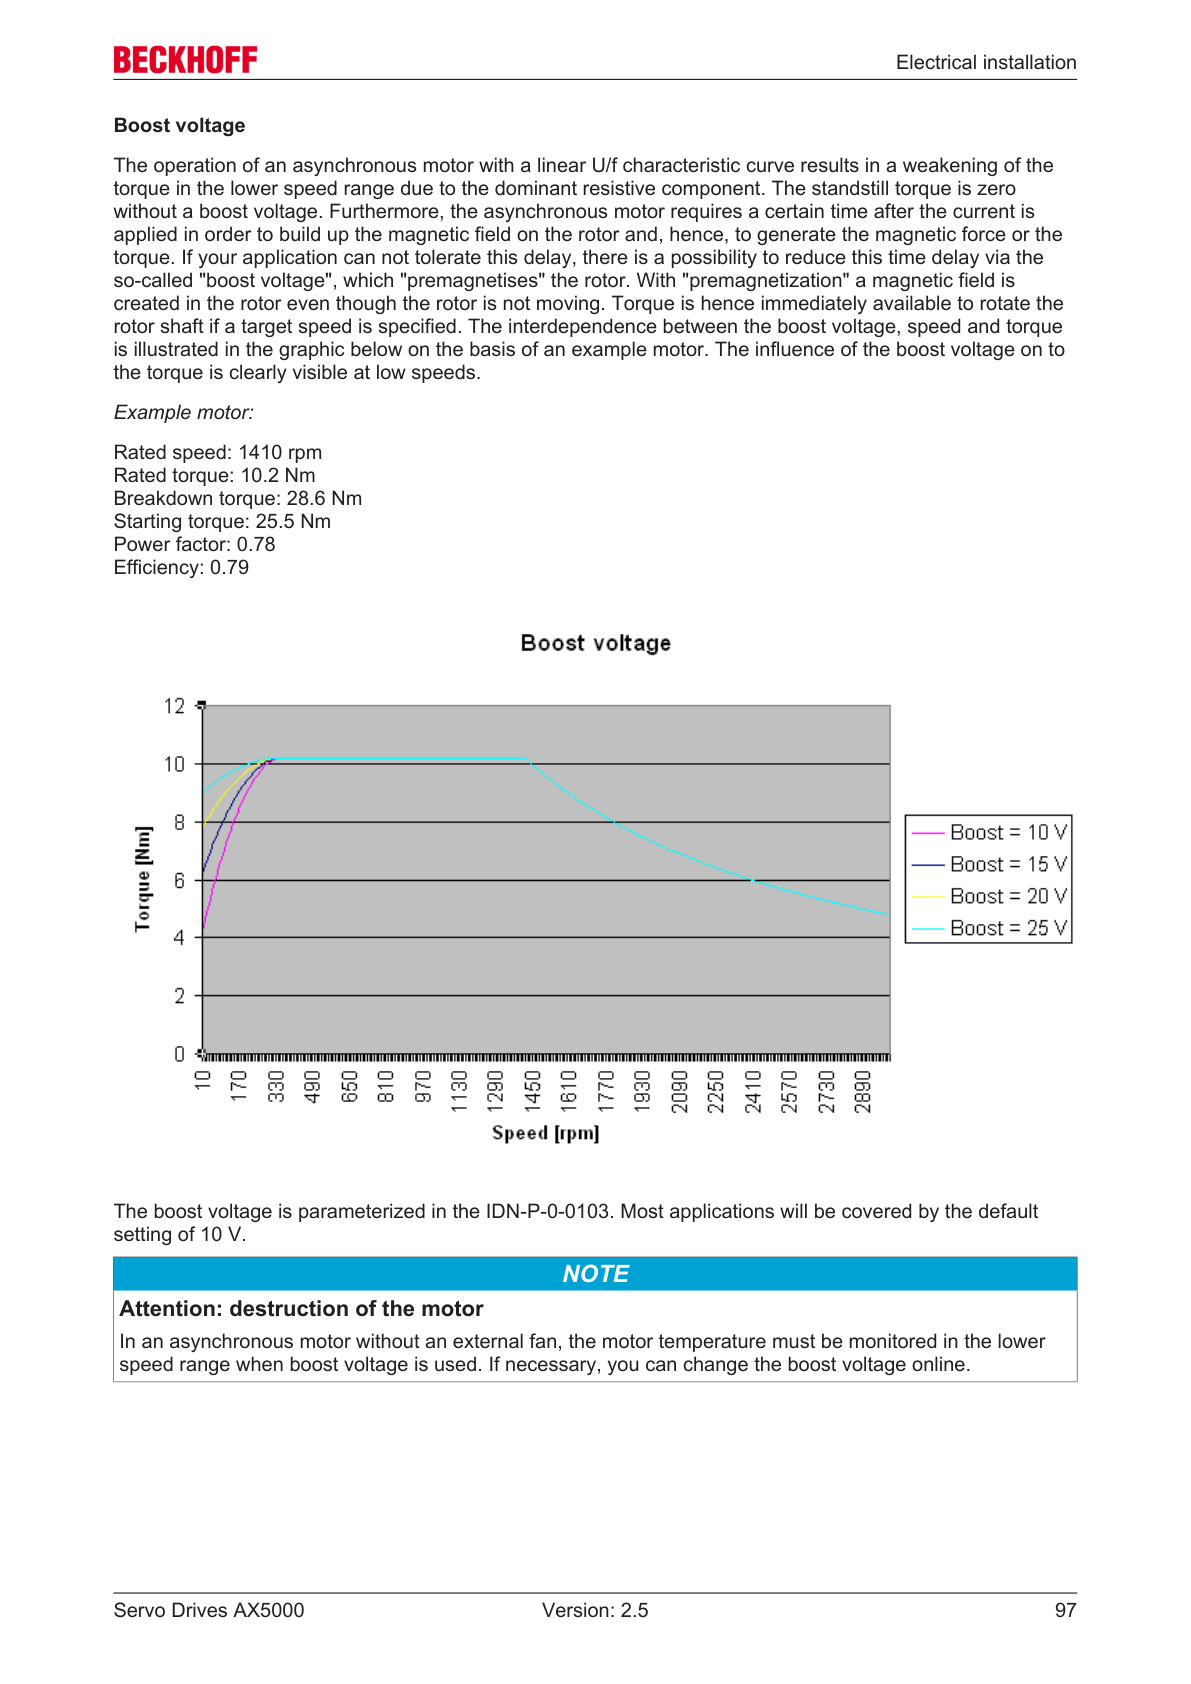 BECKHOFF
Electrical installation
Boost voltage
The operation of an asynchronous motor with a linear U/f characteristic curve results in a weakening of the
torque in the lower speed range due to the dominant resistive component. The standstill torque is zero
without a boost voltage. Furthermore, the asynchronous motor requires a certain time after the current is
applied in order to build up the magnetic field on the rotor and, hence, to generate the magnetic force or the
torque. If your application can not tolerate this delay, there is a possibility to reduce this time delay via the
so-called "boost voltage", which "premagnetises" the rotor. With "premagnetization" a magnetic field is
created in the rotor even though the rotor is not moving. Torque is hence immediately available to rotate the
rotor shaft if a target speed is specified. The interdependence between the boost voltage, speed and torque
is illustrated in the graphic below on the basis of an example motor. The influence of the boost voltage on to
the torque is clearly visible at low speeds.
Example motor:
Rated speed: 1410 rpm
Rated torque: 10.2 Nm
Breakdown torque: 28.6 Nm
Starting torque: 25.5 Nm
Power factor: 0.78
Efficiency: 0.79
Boost voltage
12
10
8
6
4
2
0
Torque [Nm]
10 170 330 490 650 810 970 1130 1290 1450 1610 1770 1930 2090 2250 2410 2570 2730 2890
Speed [rpm]
Boost = 10 V
Boost = 15 V
Boost = 20 V
Boost = 25 V
The boost voltage is parameterized in the IDN-P-0-0103. Most applications will be covered by the default
setting of 10 V.
NOTE
Attention: destruction of the motor
In an asynchronous motor without an external fan, the motor temperature must be monitored in the lower
speed range when boost voltage is used. If necessary, you can change the boost voltage online.
Servo Drives AX5000
Version: 2.5
97